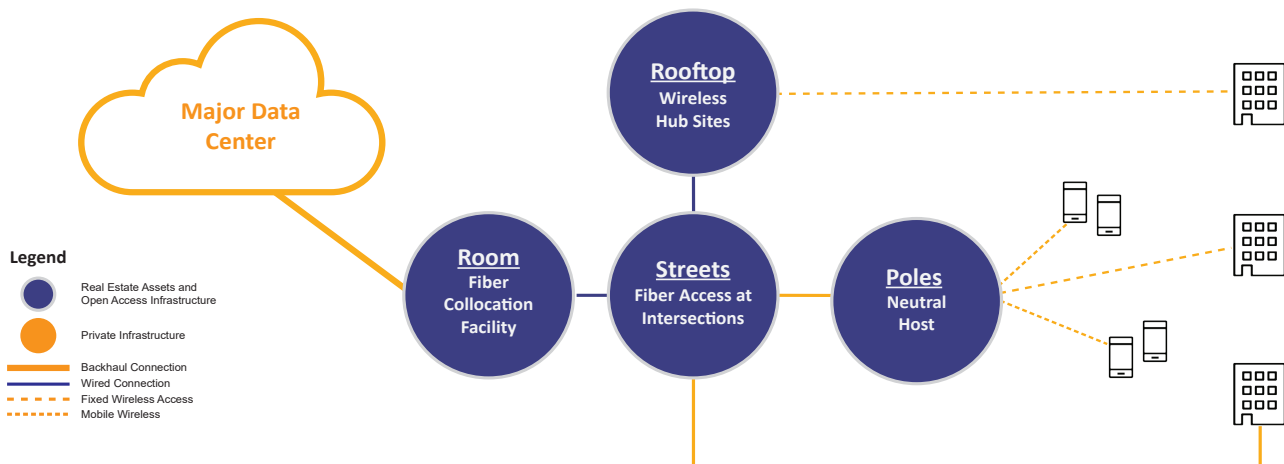 Major Data
Center
Rooftop
Wireless
Hub Sites
Room
Fiber
Collocation
Facility
Streets
Fiber Access at
Intersections
Poles
Neutral
Host
Legend
Real Estate Assets and
Open Access Infrastructure
Private Infrastructure
Backhaul Connection
Wired Connection
Fixed Wireless Access
Mobile Wireless